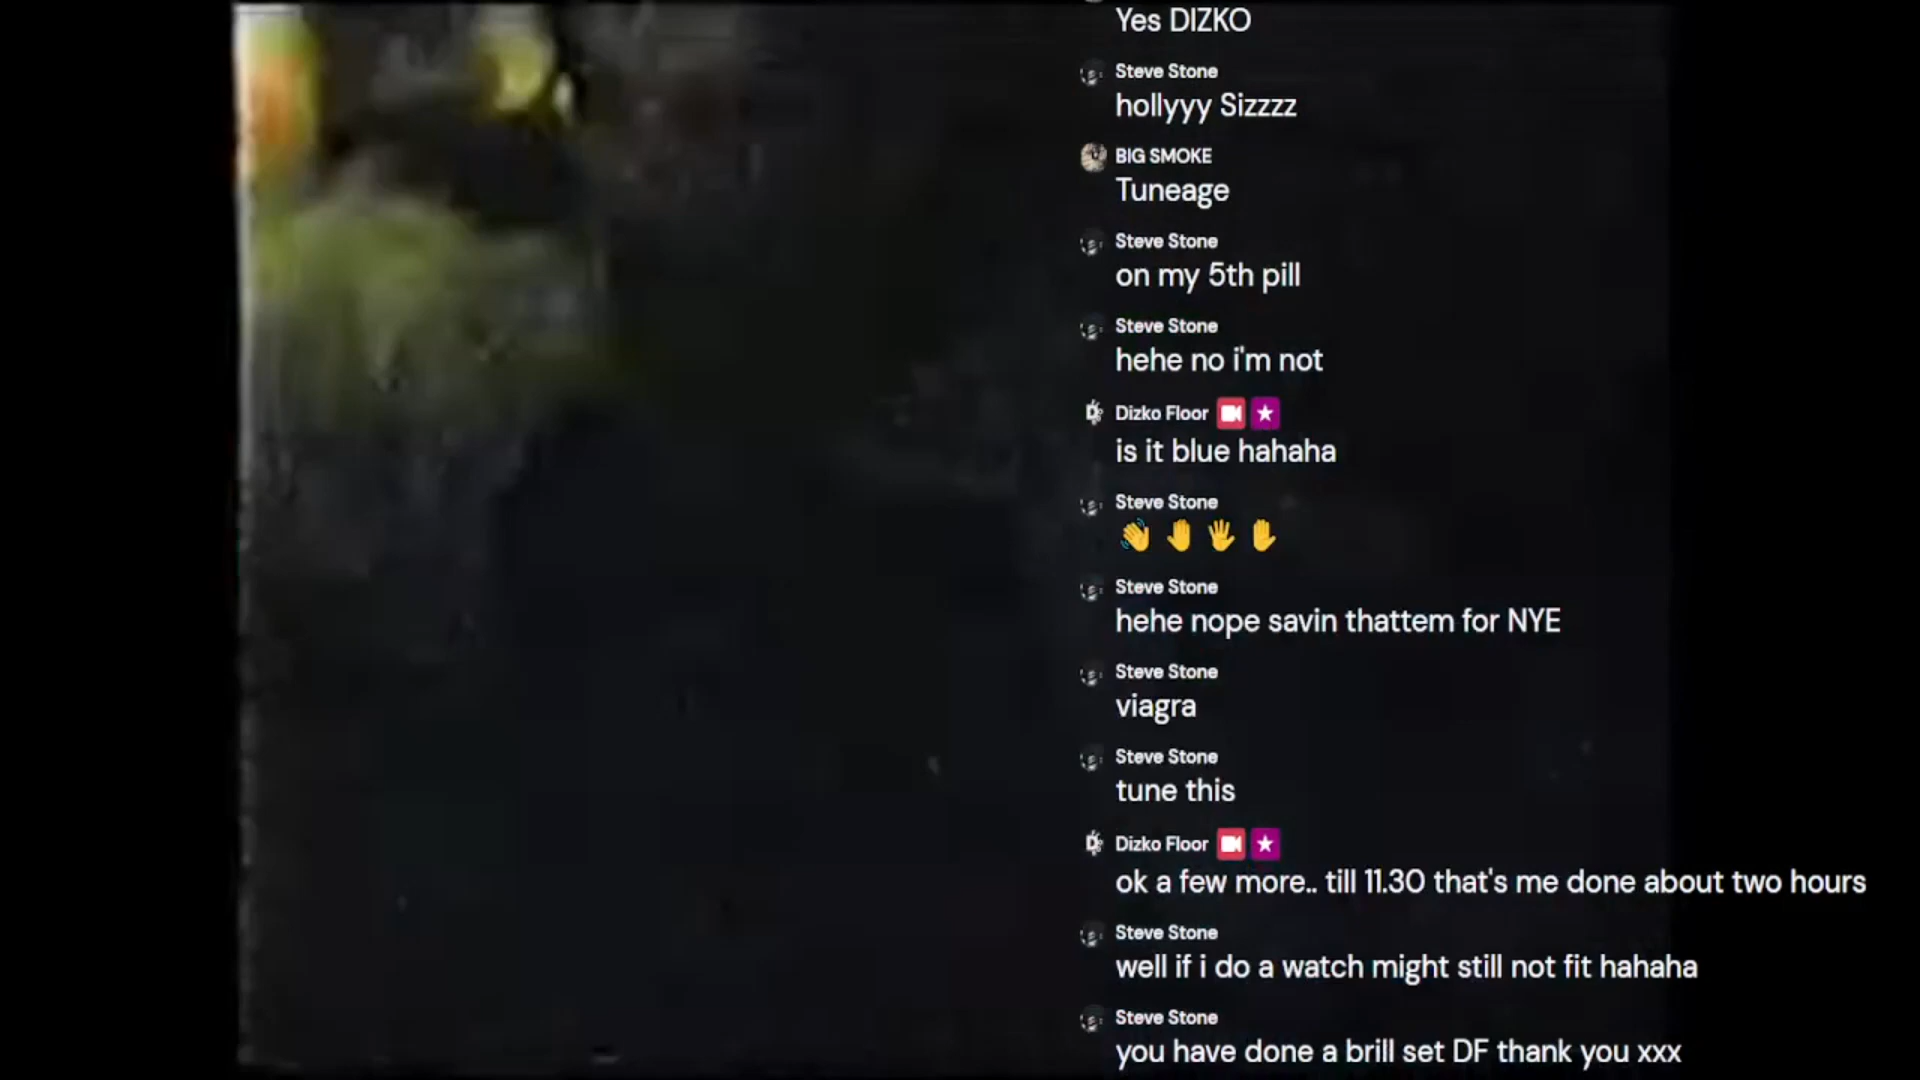 Yes DIZKO
Steve Stone
hollyyy Sizzzz
BIG SMOKE
Tuneage
Steve Stone
on my 5th pill
Steve Stone
hehe no i'm not
Dizko Floor
is it blue hahaha
Steve Stone
👋 🤚 🖐 ✋
Steve Stone
hehe nope savin thattem for NYE
Steve Stone
viagra
Steve Stone
tune this
Dizko Floor
ok a few more.. till 11.30 that's me done about two hours
Steve Stone
well if i do a watch might still not fit hahaha
Steve Stone
you have done a brill set DF thank you xxx